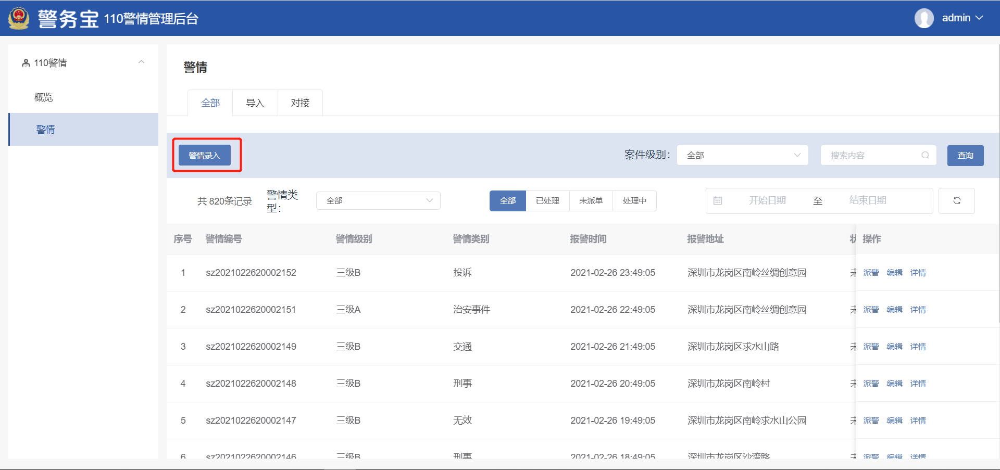 警务宝 110警情管理后台
admin
110警情
概览
警情
警情
全部 导入 对接
警情录入
案件级别： 全部 搜索内容 查询
共 820条记录
警情类
型：
全部
全部 已处理 未派单 处理中
开始日期 至 结束日期
序号 警情编号 警情级别 警情类别 报警时间 报警地址 操作
1 sz2021022620002152 三级B 投诉 2021-02-26 23:49:05 深圳市龙岗区南岭丝绸创意园 未 派警 编辑 详情
2 sz2021022620002151 三级A 治安事件 2021-02-26 22:49:05 深圳市龙岗区南岭丝绸创意园 未 派警 编辑 详情
3 sz2021022620002149 三级B 交通 2021-02-26 21:49:05 深圳市龙岗区求水山路 未 派警 编辑 详情
4 sz2021022620002148 三级B 刑事 2021-02-26 20:49:05 深圳市龙岗区南岭村 未 派警 编辑 详情
5 sz2021022620002147 三级B 无效 2021-02-26 19:49:05 深圳市龙岗区南岭求水山公园 未 派警 编辑 详情
6 sz2021022620002146 三级B 刑事 2021-02-26 18:49:05 深圳市龙岗区沙湾路 未 派警 编辑 详情